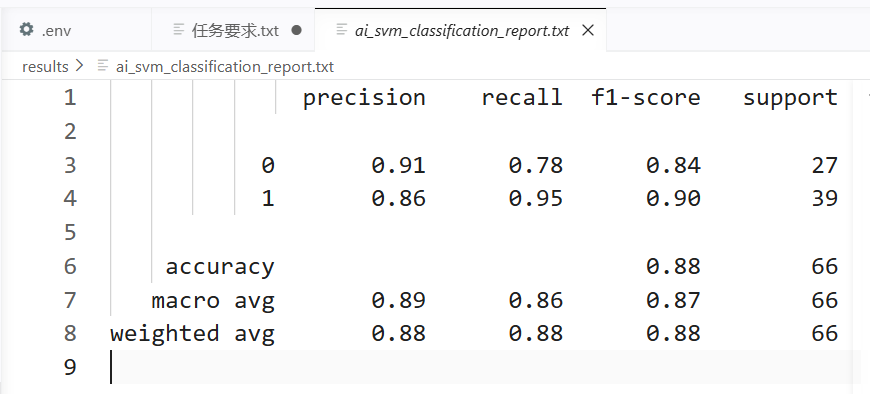 .env 任务要求.txt ai_svm_classification_report.txt
results > ai_svm_classification_report.txt
1 precision recall f1-score support
2
3 0 0.91 0.78 0.84 27
4 1 0.86 0.95 0.90 39
5
6 accuracy 0.88 66
7 macro avg 0.89 0.86 0.87 66
8 weighted avg 0.88 0.88 0.88 66
9